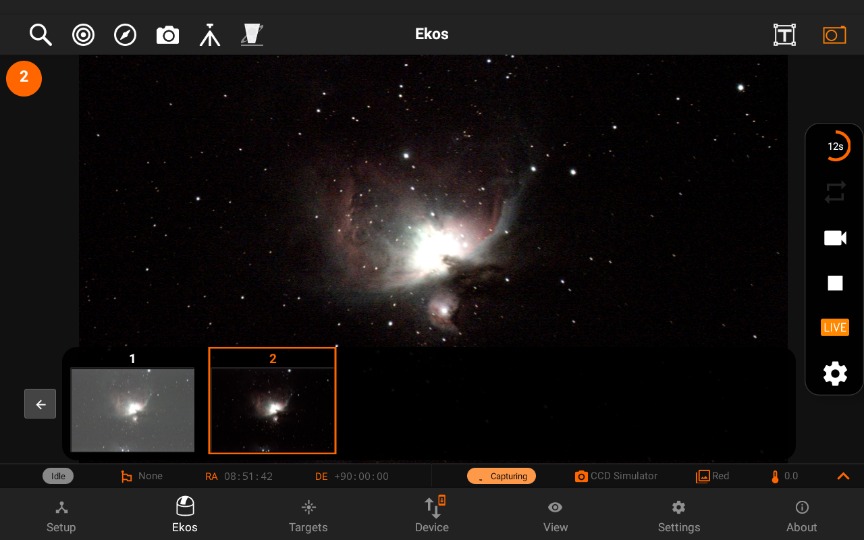 Ekos
T
2
12s
LIVE
1
2
Idle
None
RA 08:51:42
DE +90:00:00
Capturing
CCD Simulator
Red
0.0
Setup
Ekos
Targets
Device
View
Settings
About